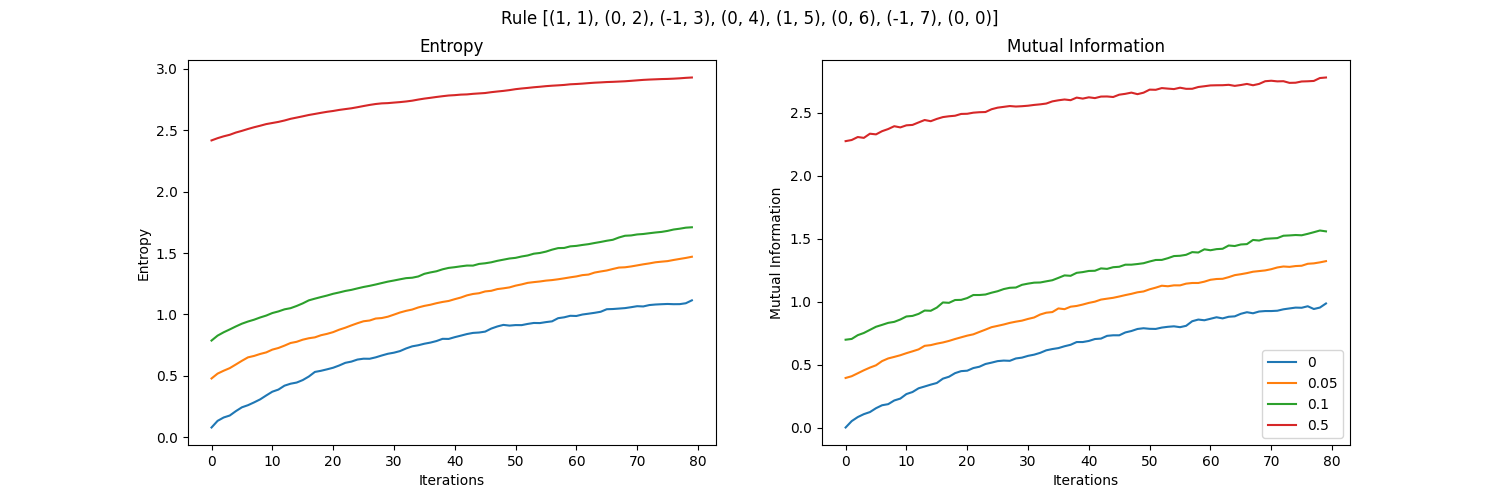 Rule [(1, 1), (0, 2), (-1, 3), (0, 4), (1, 5), (0, 6), (-1, 7), (0, 0)]
Entropy
3.0
2.5
2.0
1.5
1.0
0.5
0.0
Entropy
0 10 20 30 40 50 60 70 80
Iterations
Mutual Information
2.5
2.0
1.5
1.0
0.5
0.0
Mutual Information
0 10 20 30 40 50 60 70 80
Iterations
0
0.05
0.1
0.5